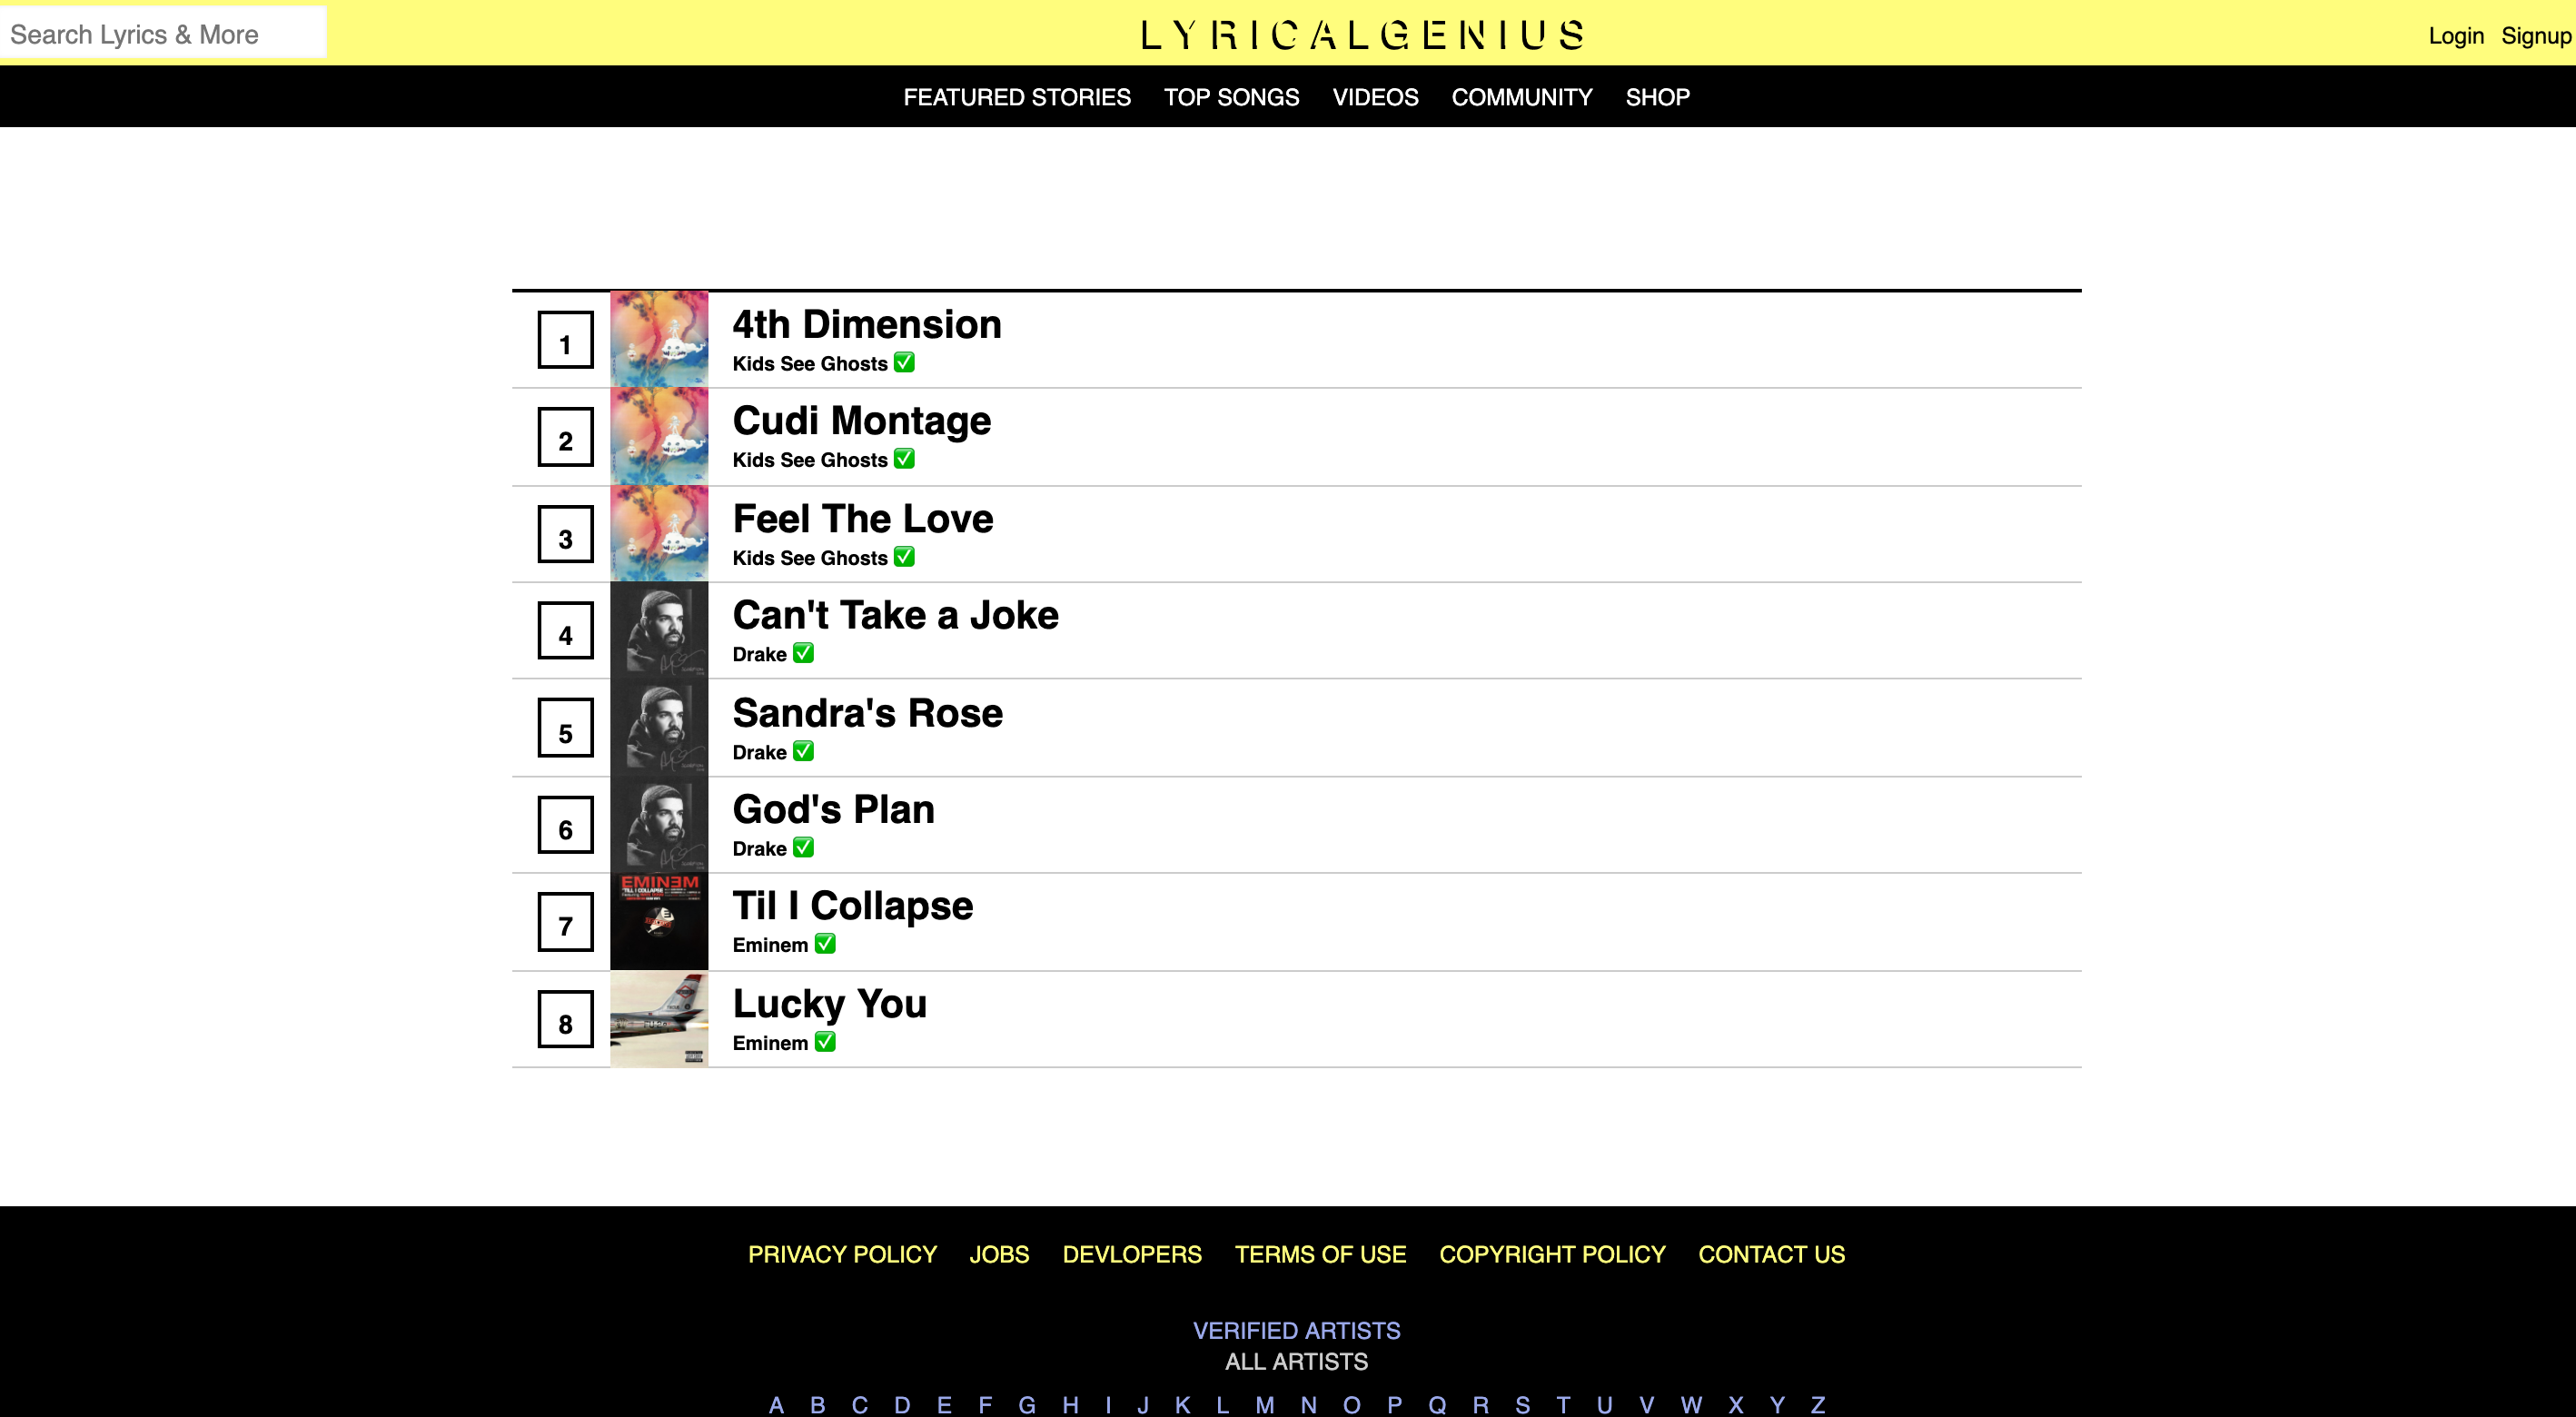 Search Lyrics & More
LYRICALGENIUS
Login Signup
FEATURED STORIES TOP SONGS VIDEOS COMMUNITY SHOP
1
4th Dimension
Kids See Ghosts ✅
2
Cudi Montage
Kids See Ghosts ✅
3
Feel The Love
Kids See Ghosts ✅
4
Can't Take a Joke
Drake ✅
5
Sandra's Rose
Drake ✅
6
God's Plan
Drake ✅
7
EMINEM
'TILL I COLLAPSE
Til I Collapse
Eminem ✅
8
Lucky You
Eminem ✅
PRIVACY POLICY JOBS DEVLOPERS TERMS OF USE COPYRIGHT POLICY CONTACT US
VERIFIED ARTISTS
ALL ARTISTS
A B C D E F G H I J K L M N O P Q R S T U V W X Y Z